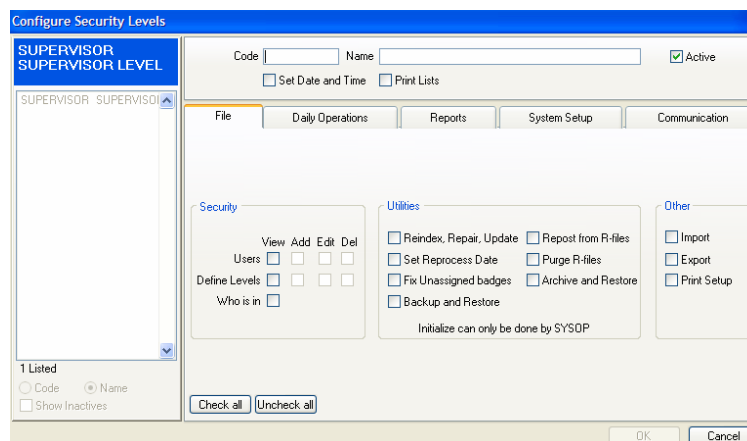 Configure Security Levels
SUPERVISOR
SUPERVISOR LEVEL
Code Name Active
Set Date and Time Print Lists
SUPERVISOR
File Daily Operations Reports System Setup Communication
Security Utilities Other
View Add Edit Del
Users
Define Levels
Who is in
Reindex, Repair, Update Repost from R-files
Set Reprocess Date Purge R-files
Fix Unassigned badges Archive and Restore
Backup and Restore
Initialize can only be done by SYSOP
Import
Export
Print Setup
1 Listed
Code Name
Show Inactives
Check all Uncheck all
OK Cancel